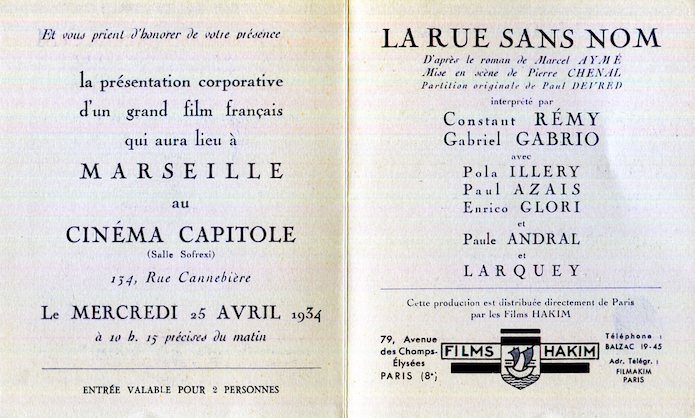 Et vous prient d'honorer de votre présence
la présentation corporative
d'un grand film français
qui aura lieu à
MARSEILLE
au
CINÉMA CAPITOLE
(Salle Sofrexi)
134, Rue Cannebière
Le MERCREDI 25 AVRIL 1934
à 10 h. 15 précises du matin
ENTRÉE VALABLE POUR 2 PERSONNES
LA RUE SANS NOM
D'après le roman de Marcel AYMÉ
Mise en scène de Pierre CHENAL
Partition originale de Paul DEVRED
interprété par
Constant RÉMY
Gabriel GABRIO
avec
Pola ILLERY
Paul AZAIS
Enrico GLORI
et
Paule ANDRAL
et
LARQUEY
Cette production est distribuée directement de Paris
par les Films HAKIM
79, Avenue
des Champs-
Élysées
PARIS (8e)
FILMS HAKIM
Téléphone :
BALZAC 19-45
Adr. Télégr. :
FILMAKIM
PARIS